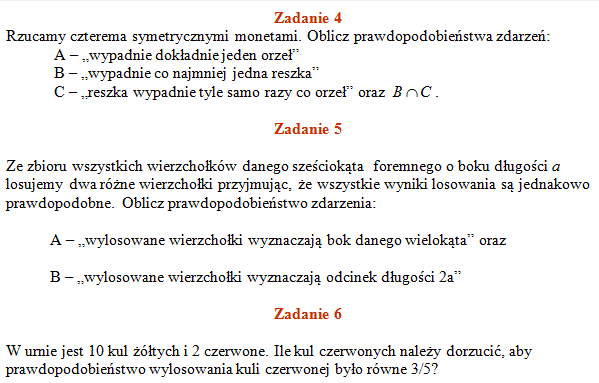 Zadanie 4
Rzucamy czterema symetrycznymi monetami. Oblicz prawdopodobieństwa zdarzeń:
A – „wypadnie dokładnie jeden orzeł”
B – „wypadnie co najmniej jedna reszka”
C – „reszka wypadnie tyle samo razy co orzeł” oraz B ∩ C .
Zadanie 5
Ze zbioru wszystkich wierzchołków danego sześciokąta foremnego o boku długości a
losujemy dwa różne wierzchołki przyjmując, że wszystkie wyniki losowania są jednakowo
prawdopodobne. Oblicz prawdopodobieństwo zdarzenia:
A – „wylosowane wierzchołki wyznaczają bok danego wielokąta” oraz
B – „wylosowane wierzchołki wyznaczają odcinek długości 2a”
Zadanie 6
W urnie jest 10 kul żółtych i 2 czerwone. Ile kul czerwonych należy dorzucić, aby
prawdopodobieństwo wylosowania kuli czerwonej było równe 3/5?